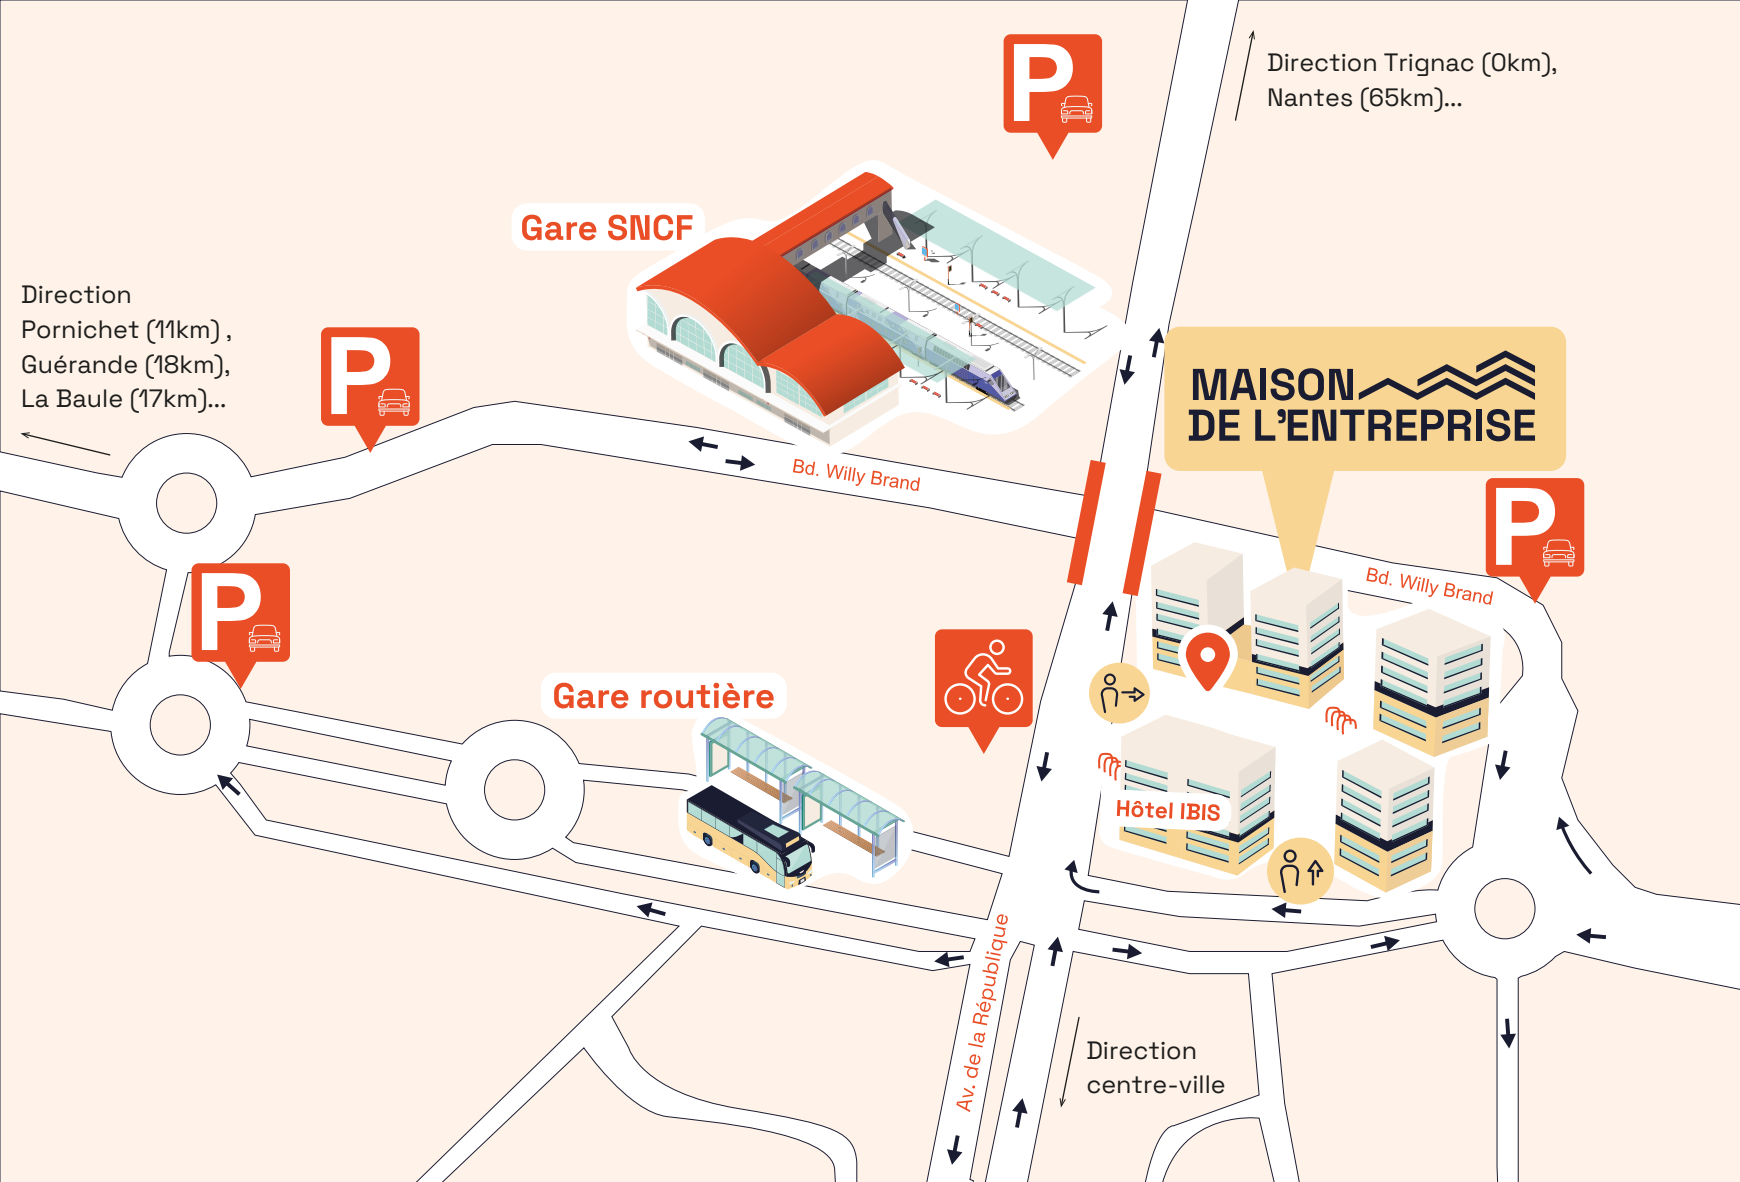 P
Direction Trignac (0km),
Nantes (65km)...
Gare SNCF
Direction
Pornichet (11km) ,
Guérande (18km),
La Baule (17km)...
P
MAISON
DE L'ENTREPRISE
Bd. Willy Brand
P
Bd. Willy Brand
P
Gare routière
Hôtel IBIS
Av. de la République
Direction
centre-ville